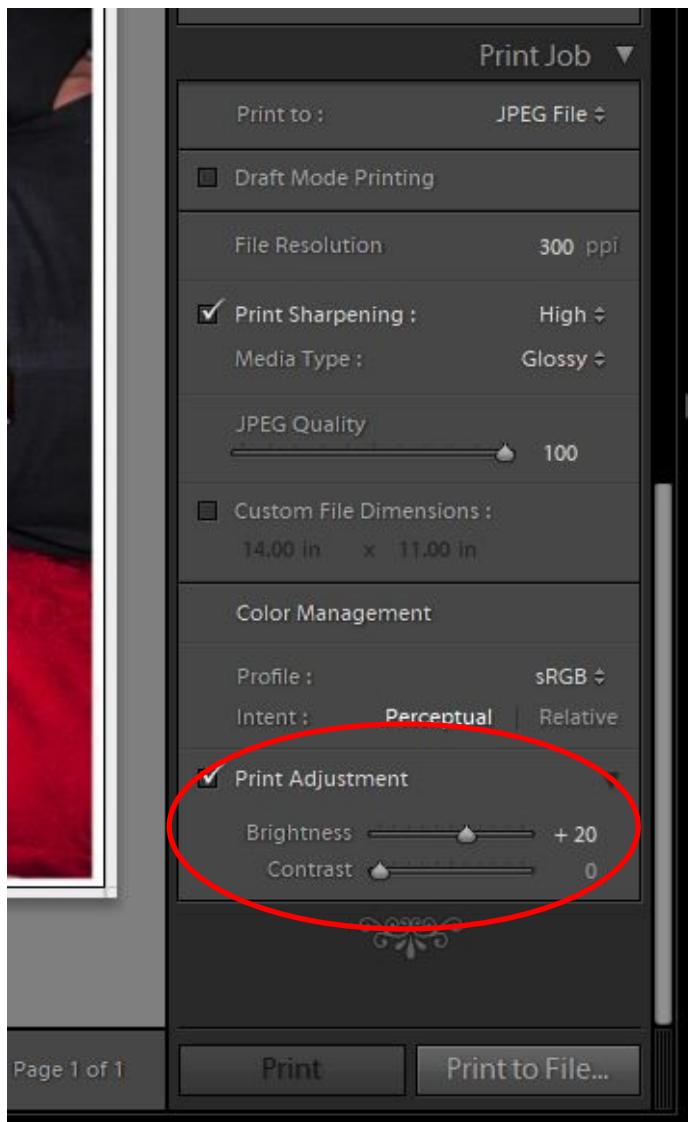 Print Job
Print to : JPEG File
Draft Mode Printing
File Resolution 300 ppi
Print Sharpening : High
Media Type : Glossy
JPEG Quality
100
Custom File Dimensions :
14.00 in x 11.00 in
Color Management
Profile : sRGB
Intent : Perceptual Relative
Print Adjustment
Brightness + 20
Contrast 0
Page 1 of 1 Print Print to File...